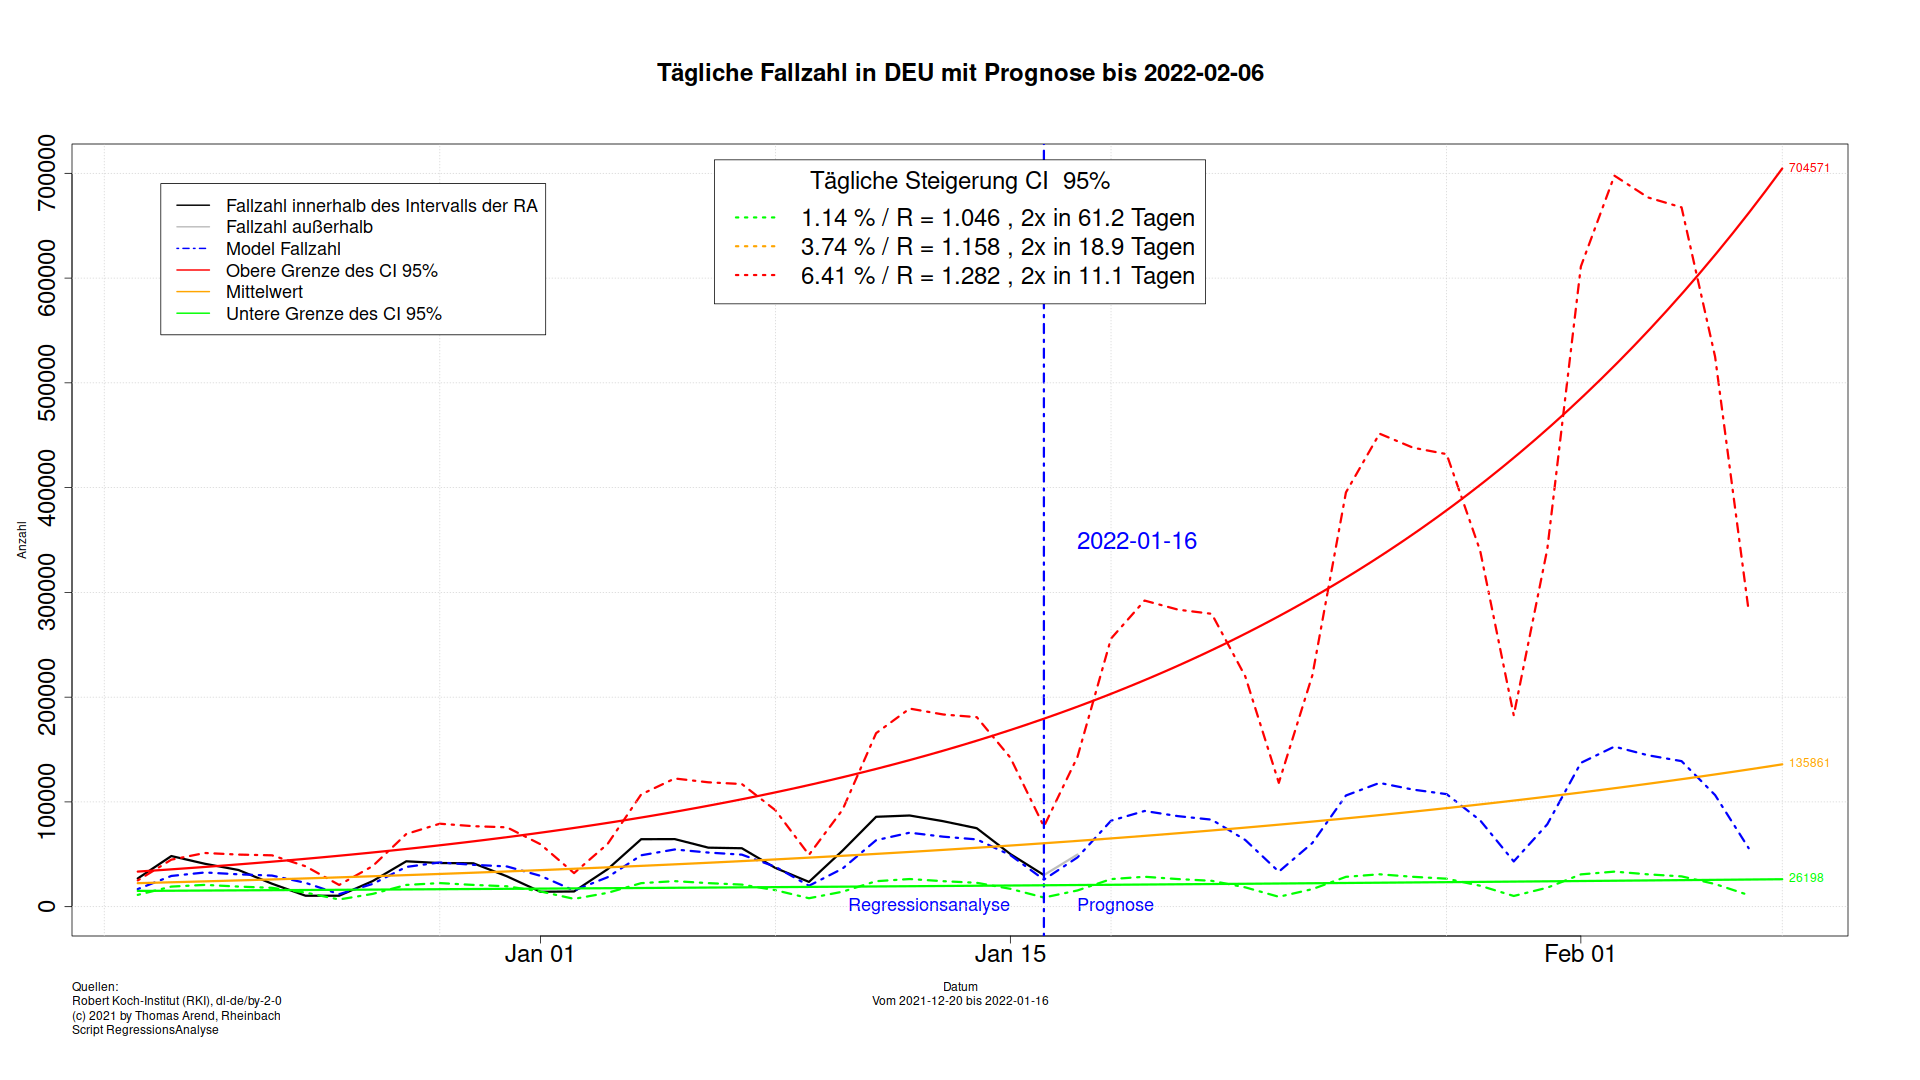 Tägliche Fallzahl in DEU mit Prognose bis 2022-02-06
Fallzahl innerhalb des Intervalls der RA
Fallzahl außerhalb
Model Fallzahl
Obere Grenze des CI 95%
Mittelwert
Untere Grenze des CI 95%
Tägliche Steigerung CI  95%
1.14 % / R = 1.046 , 2x in 61.2 Tagen
3.74 % / R = 1.158 , 2x in 18.9 Tagen
6.41 % / R = 1.282 , 2x in 11.1 Tagen
704571
135861
26198
2022-01-16
Regressionsanalyse
Prognose
Anzahl
700000
600000
500000
400000
300000
200000
100000
0
Jan 01
Jan 15
Feb 01
Datum
Vom 2021-12-20 bis 2022-01-16
Quellen:
Robert Koch-Institut (RKI), dl-de/by-2-0
(c) 2021 by Thomas Arend, Rheinbach
Script RegressionsAnalyse